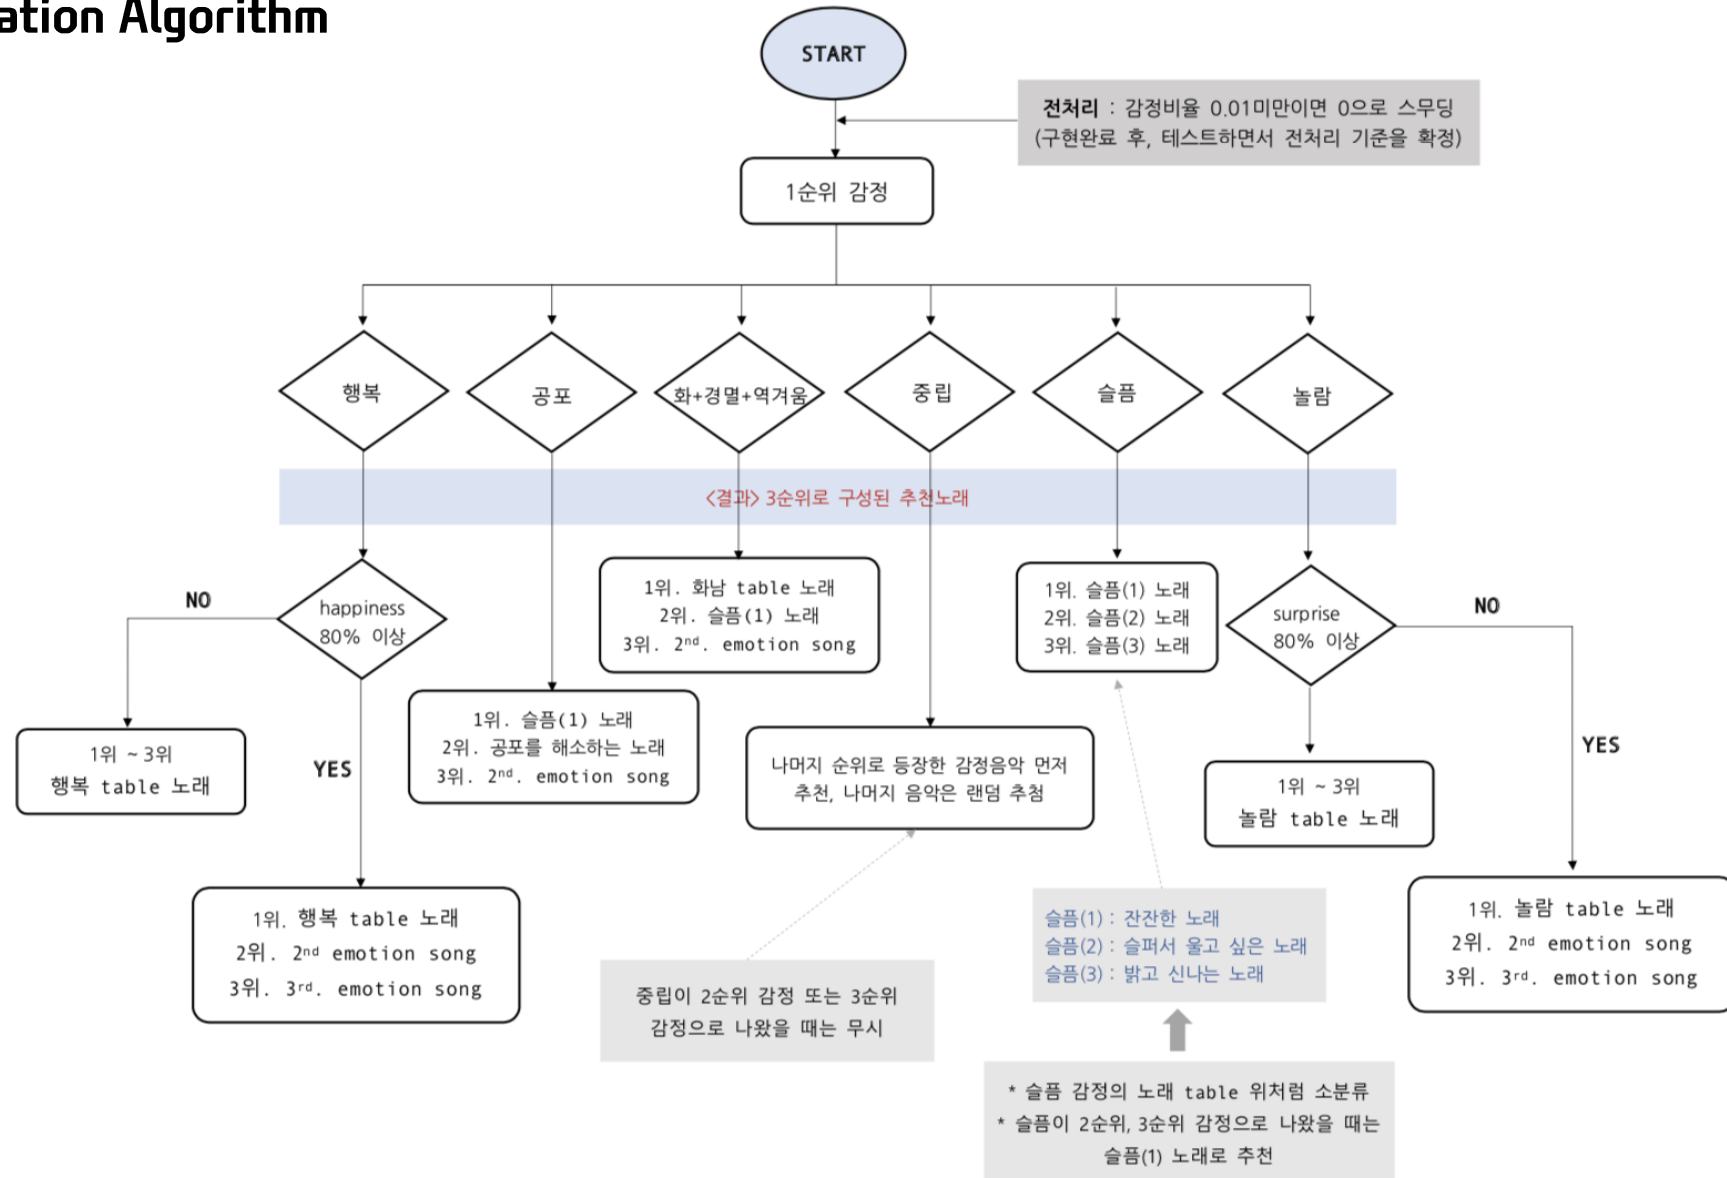 ation Algorithm
START
전처리 : 감정비율 0.01미만이면 0으로 스무딩
(구현완료 후, 테스트하면서 전처리 기준을 확정)
1순위 감정
행복
공포
화+경멸+역겨움
중립
슬픔
놀람
<결과> 3순위로 구성된 추천노래
NO
happiness
80% 이상
YES
1위 ~ 3위
행복 table 노래
1위. 행복 table 노래
2위. 2nd emotion song
3위. 3rd. emotion song
1위. 슬픔(1) 노래
2위. 공포를 해소하는 노래
3위. 2nd. emotion song
1위. 화남 table 노래
2위. 슬픔(1) 노래
3위. 2nd. emotion song
나머지 순위로 등장한 감정음악 먼저
추천, 나머지 음악은 랜덤 추첨
중립이 2순위 감정 또는 3순위
감정으로 나왔을 때는 무시
1위. 슬픔(1) 노래
2위. 슬픔(2) 노래
3위. 슬픔(3) 노래
슬픔(1) : 잔잔한 노래
슬픔(2) : 슬퍼서 울고 싶은 노래
슬픔(3) : 밝고 신나는 노래
* 슬픔 감정의 노래 table 위처럼 소분류
* 슬픔이 2순위, 3순위 감정으로 나왔을 때는
슬픔(1) 노래로 추천
surprise
80% 이상
NO
YES
1위 ~ 3위
놀람 table 노래
1위. 놀람 table 노래
2위. 2nd emotion song
3위. 3rd. emotion song